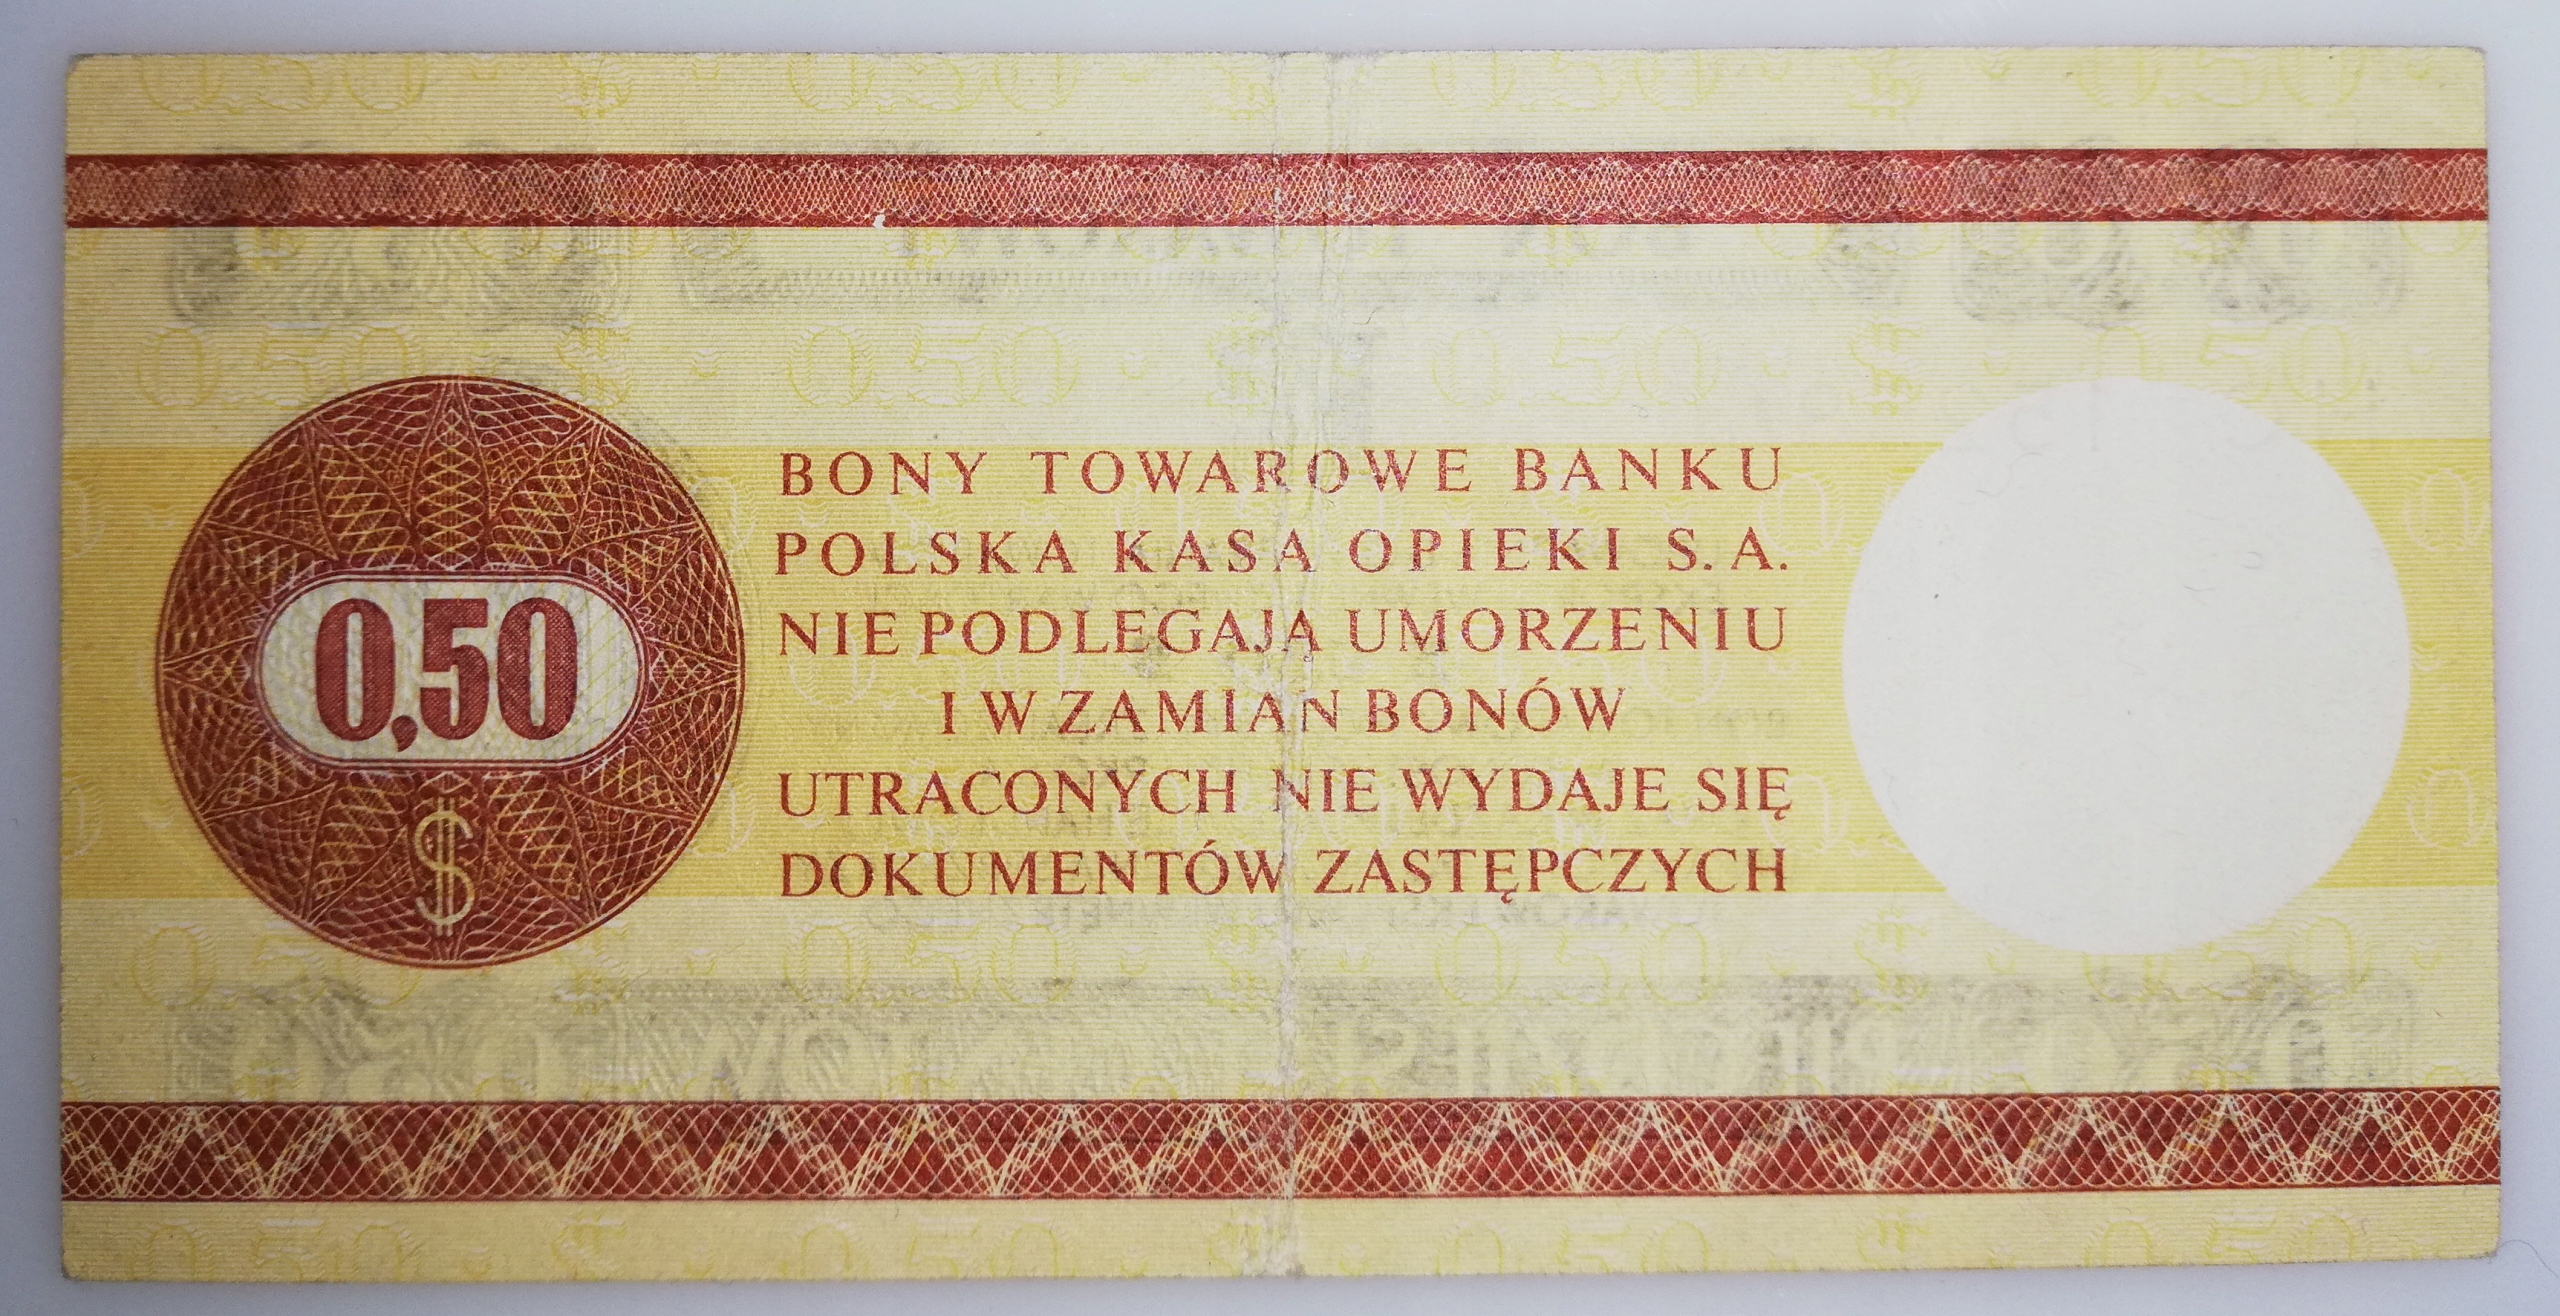 BONY TOWAROWE BANKU
POLSKA KASA OPIEKI S.A.
NIE PODLEGAJĄ UMORZENIU
I W ZAMIAN BONÓW
UTRACONYCH NIE WYDAJE SIĘ
DOKUMENTÓW ZASTĘPCZYCH
0,50
$